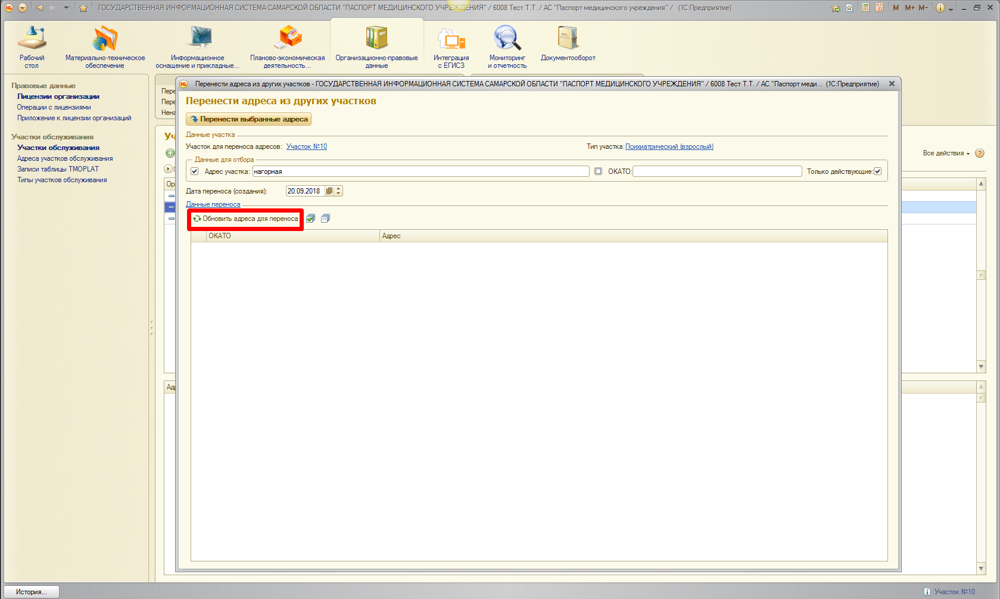 ГОСУДАРСТВЕННАЯ ИНФОРМАЦИОННАЯ СИСТЕМА САМАРСКОЙ ОБЛАСТИ "ПАСПОРТ МЕДИЦИНСКОГО УЧРЕЖДЕНИЯ" / 6008 Тест Т.Т. / АС "Паспорт медицинского учреждения" / (1С:Предприятие)
31 M M+ M-
Рабочий стол
Материально-техническое обеспечение
Информационное оснащение и прикладные...
Планово-экономическая деятельность...
Организационно-правовые данные
Интеграция с ЕГИСЗ
Мониторинг и отчетность
Документооборот
Правовые данные
Лицензии организации
Операции с лицензиями
Приложение к лицензии организаций
Участки обслуживания
Участки обслуживания
Адреса участков обслуживания
Записи таблицы TMOPLAT
Типы участков обслуживания
Пере
Пере
Нена
Уч
Все действия
?
Ор
Ад
Перенести адреса из других участков - ГОСУДАРСТВЕННАЯ ИНФОРМАЦИОННАЯ СИСТЕМА САМАРСКОЙ ОБЛАСТИ "ПАСПОРТ МЕДИЦИНСКОГО УЧРЕЖДЕНИЯ" / 6008 Тест Т.Т. / АС "Паспорт меди... (1С:Предприятие)
Перенести адреса из других участков
Перенести выбранные адреса
Данные участка
Участок для переноса адресов: Участок №10 Тип участка: Психиатрический (взрослый)
Данные для отбора
Адрес участка: нагорная ОКАТО: Только действующие:
Дата переноса (создания): 20.09.2018
Данные переноса
Обновить адреса для переноса
ОКАТО Адрес
История... Участок №10